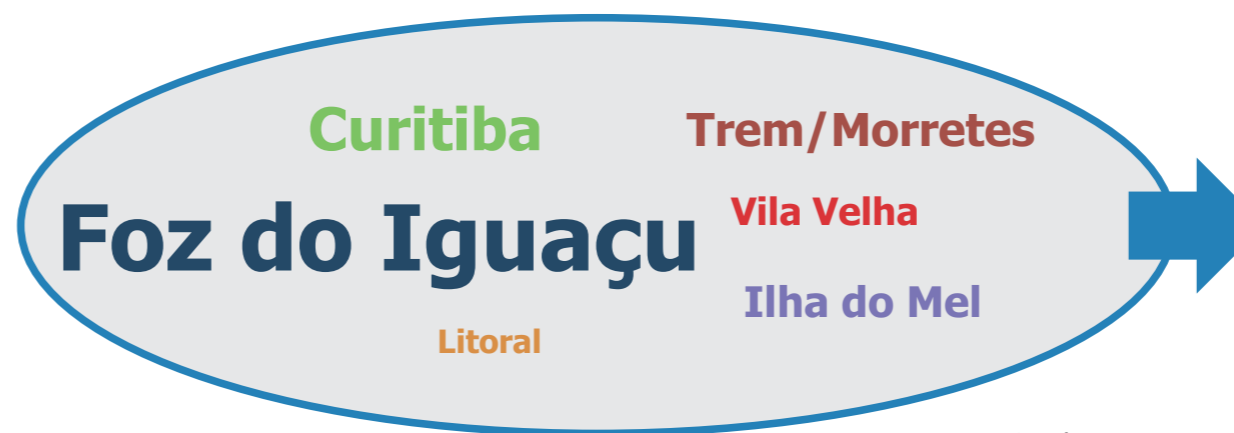 Curitiba
Trem/Morretes
Foz do Iguaçu
Vila Velha
Ilha do Mel
Litoral